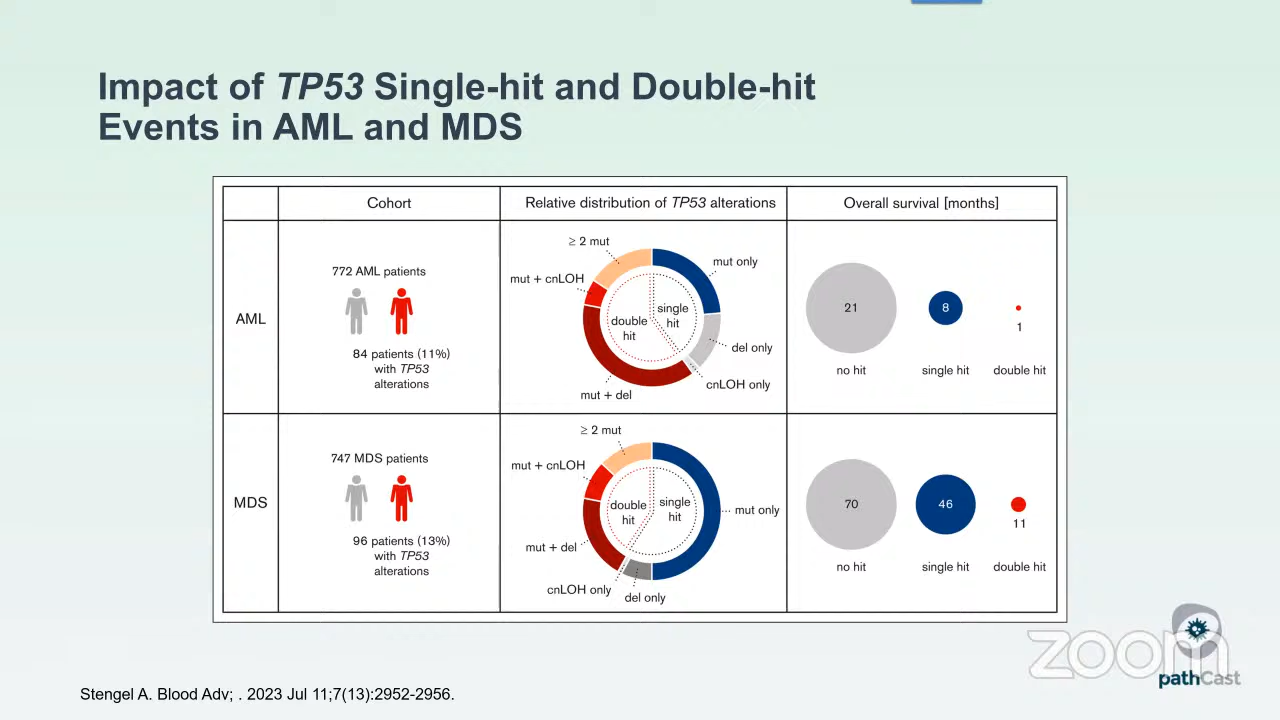 Impact of TP53 Single-hit and Double-hit
Events in AML and MDS
Cohort
Relative distribution of TP53 alterations
Overall survival [months]
AML
772 AML patients
84 patients (11%)
with TP53
alterations
≥ 2 mut
mut only
mut + cnLOH
single
hit
double
hit
del only
cnLOH only
mut + del
21
8
1
no hit
single hit
double hit
MDS
747 MDS patients
96 patients (13%)
with TP53
alterations
≥ 2 mut
mut + cnLOH
double
hit
single
hit
mut only
mut + del
cnLOH only
del only
70
46
11
no hit
single hit
double hit
zoom
pathCast
Stengel A. Blood Adv; . 2023 Jul 11;7(13):2952-2956.